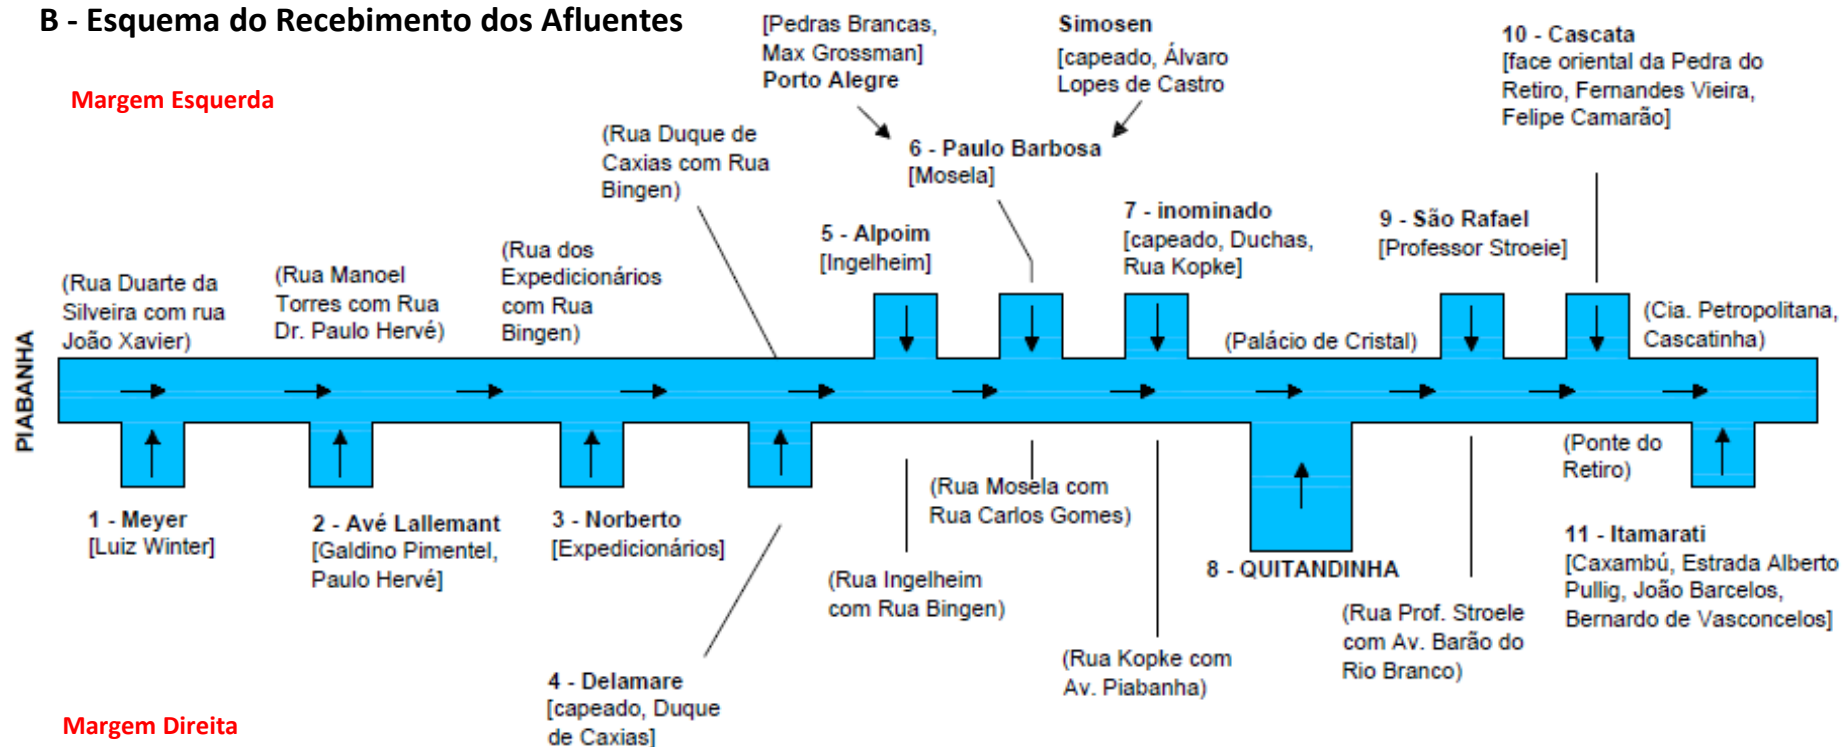 B - Esquema do Recebimento dos Afluentes
Margem Esquerda
[Pedras Brancas,
Max Grossman]
Porto Alegre
Simosen
[capeado, Álvaro
Lopes de Castro
10 - Cascata
[face oriental da Pedra do
Retiro, Fernandes Vieira,
Felipe Camarão]
(Rua Duque de
Caxias com Rua
Bingen)
6 - Paulo Barbosa
[Mosela]
5 - Alpoim
[Ingelheim]
7 - inominado
[capeado, Duchas,
Rua Kopke]
9 - São Rafael
[Professor Stroeie]
(Rua Duarte da
Silveira com rua
João Xavier)
(Rua Manoel
Torres com Rua
Dr. Paulo Hervé)
(Rua dos
Expedicionários
com Rua
Bingen)
(Palácio de Cristal)
(Cia. Petropolitana,
Cascatinha)
PIABANHA
1 - Meyer
[Luiz Winter]
2 - Avé Lallemant
[Galdino Pimentel,
Paulo Hervé]
3 - Norberto
[Expedicionários]
4 - Delamare
[capeado, Duque
de Caxias]
(Rua Ingelheim
com Rua Bingen)
(Rua Mosela com
Rua Carlos Gomes)
(Rua Kopke com
Av. Piabanha)
8 - QUITANDINHA
(Rua Prof. Stroele
com Av. Barão do
Rio Branco)
(Ponte do
Retiro)
11 - Itamarati
[Caxambú, Estrada Alberto
Pullig, João Barcelos,
Bernardo de Vasconcelos]
Margem Direita